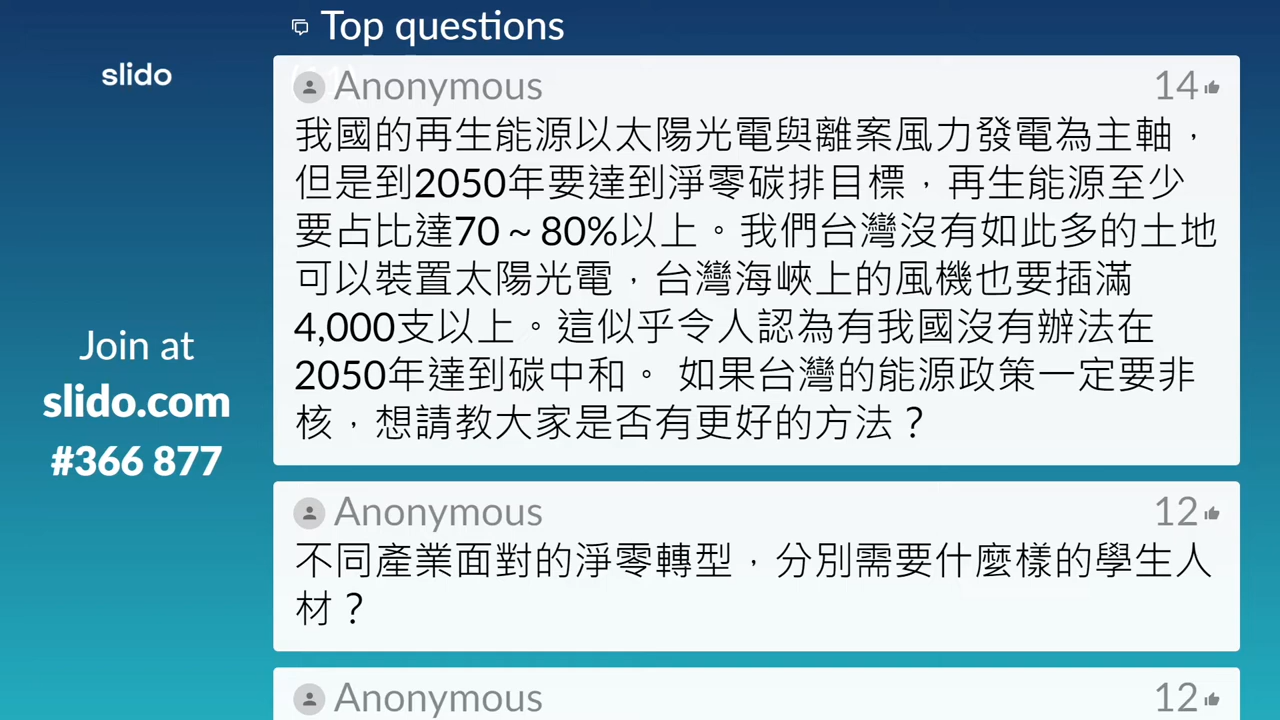 Top questions
slido
Anonymous
14
我國的再生能源以太陽光電與離案風力發電為主軸，
但是到2050年要達到淨零碳排目標，再生能源至少
要占比達70～80%以上。我們台灣沒有如此多的土地
可以裝置太陽光電，台灣海峽上的風機也要插滿
4,000支以上。這似乎令人認為有我國沒有辦法在
2050年達到碳中和。 如果台灣的能源政策一定要非
核，想請教大家是否有更好的方法？
Join at
slido.com
#366 877
Anonymous
12
不同產業面對的淨零轉型，分別需要什麼樣的學生人
材？
Anonymous
12